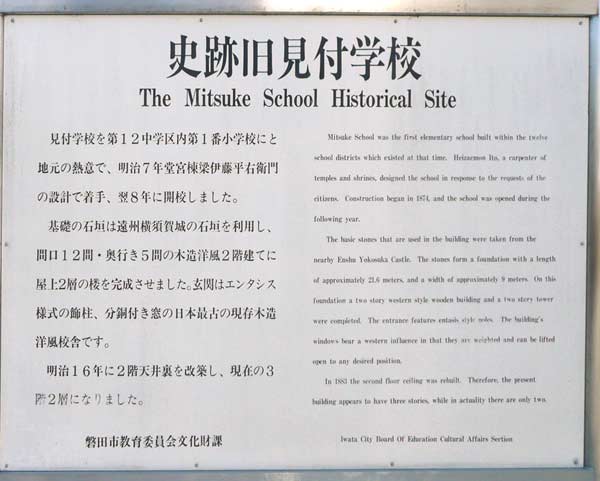 史跡旧見付学校
The Mitsuke School Historical Site
見付学校を第１２中学区内第１番小学校にと
地元の熱意で、明治７年堂宮棟梁伊藤平右衛門
の設計で着手、翌８年に開校しました。
基礎の石垣は遠州横須賀城の石垣を利用し、
間口１２間・奥行き５間の木造洋風２階建てに
屋上２層の楼を完成させました。玄関はエンタシス
様式の飾柱、分銅付き窓の日本最古の現存木造
洋風校舎です。
明治１６年に２階天井裏を改築し、現在の３
階２層になりました。
磐田市教育委員会文化財課
Mitsuke School was the first elementary school built within the twelve
school districts which existed at that time. Heizaemon Ito, a carpenter of
temples and shrines, designed the school in response to the requests of the
citizens. Construction began in 1874, and the school was opened during the
following year.
The basic stones that are used in the building were taken from the
nearby Enshu Yokosuka Castle. The stones form a foundation with a length
of approximately 21.6 meters, and a width of approximately 9 meters. On this
foundation a two story western style wooden building and a two story tower
were completed. The entrance features entasis style poles. The building's
windows bear a western influence in that they are weighted and can be lifted
open to any desired position.
In 1883 the second floor ceiling was rebuilt. Therefore, the present
building appears to have three stories, while in actuality there are only two.
Iwata City Board Of Education Cultural Affairs Section